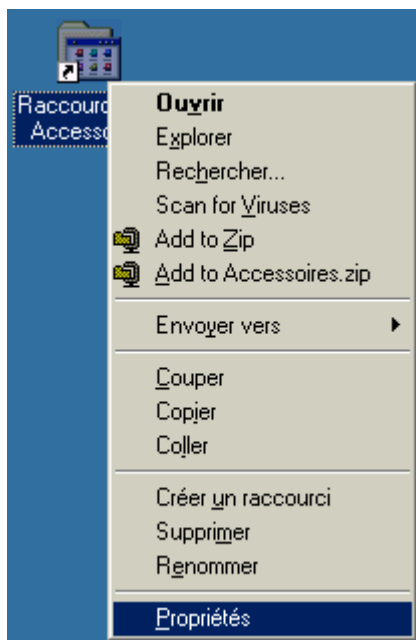 Raccourc
Accesso
Ouvrir
Explorer
Rechercher...
Scan for Viruses
Add to Zip
Add to Accessoires.zip
Envoyer vers
Couper
Copier
Coller
Créer un raccourci
Supprimer
Renommer
Propriétés